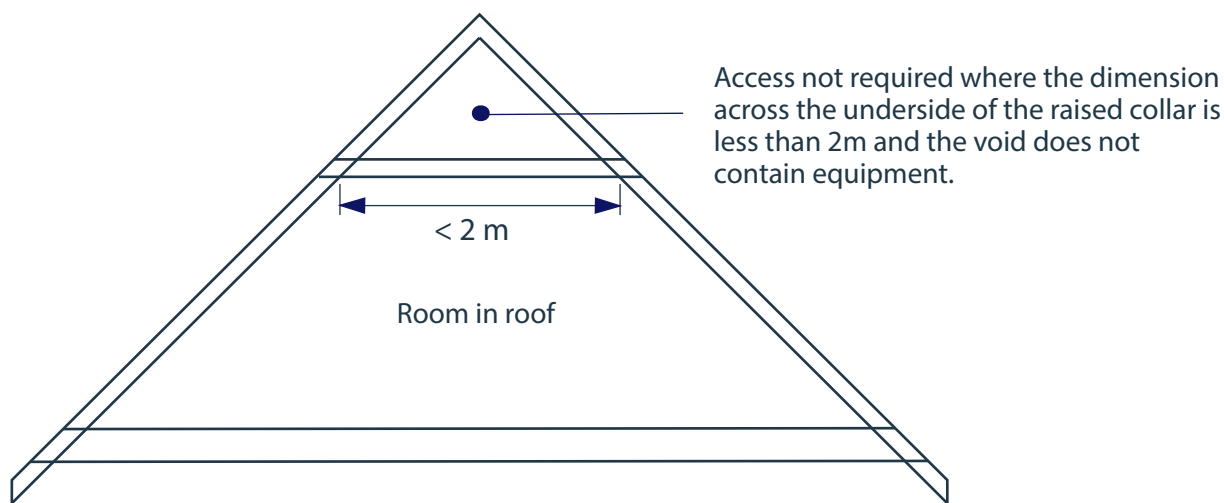 Access not required where the dimension
across the underside of the raised collar is
less than 2m and the void does not
contain equipment.
< 2 m
Room in roof